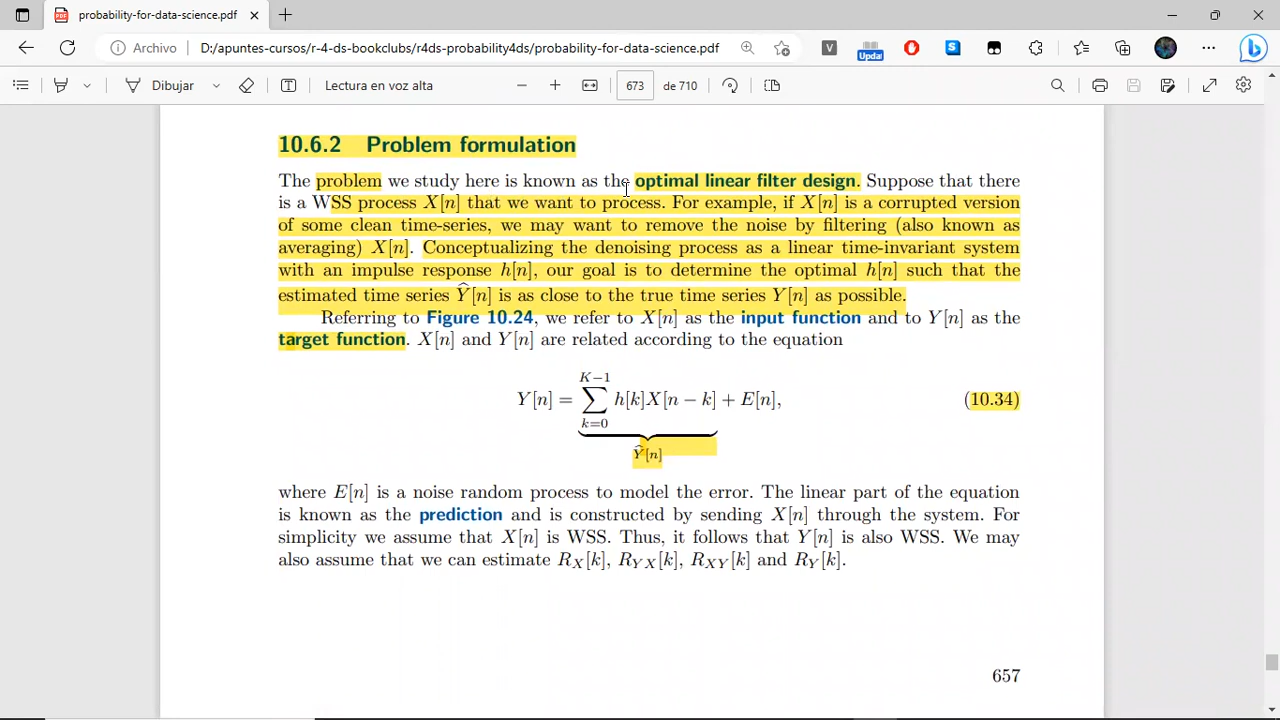 probability-for-data-science.pdf
Archivo D:/apuntes-cursos/r-4-ds-bookclubs/r4ds-probability4ds/probability-for-data-science.pdf
Updat
Dibujar Lectura en voz alta 673 de 710
10.6.2 Problem formulation
The problem we study here is known as the optimal linear filter design. Suppose that there
is a WSS process X[n] that we want to process. For example, if X[n] is a corrupted version
of some clean time-series, we may want to remove the noise by filtering (also known as
averaging) X[n]. Conceptualizing the denoising process as a linear time-invariant system
with an impulse response h[n], our goal is to determine the optimal h[n] such that the
estimated time series Ŷ[n] is as close to the true time series Y[n] as possible.
Referring to Figure 10.24, we refer to X[n] as the input function and to Y[n] as the
target function. X[n] and Y[n] are related according to the equation
K−1
Y[n] = ∑ h[k]X[n − k] + E[n], (10.34)
k=0
Ŷ[n]
where E[n] is a noise random process to model the error. The linear part of the equation
is known as the prediction and is constructed by sending X[n] through the system. For
simplicity we assume that X[n] is WSS. Thus, it follows that Y[n] is also WSS. We may
also assume that we can estimate R_X[k], R_YX[k], R_XY[k] and R_Y[k].
657